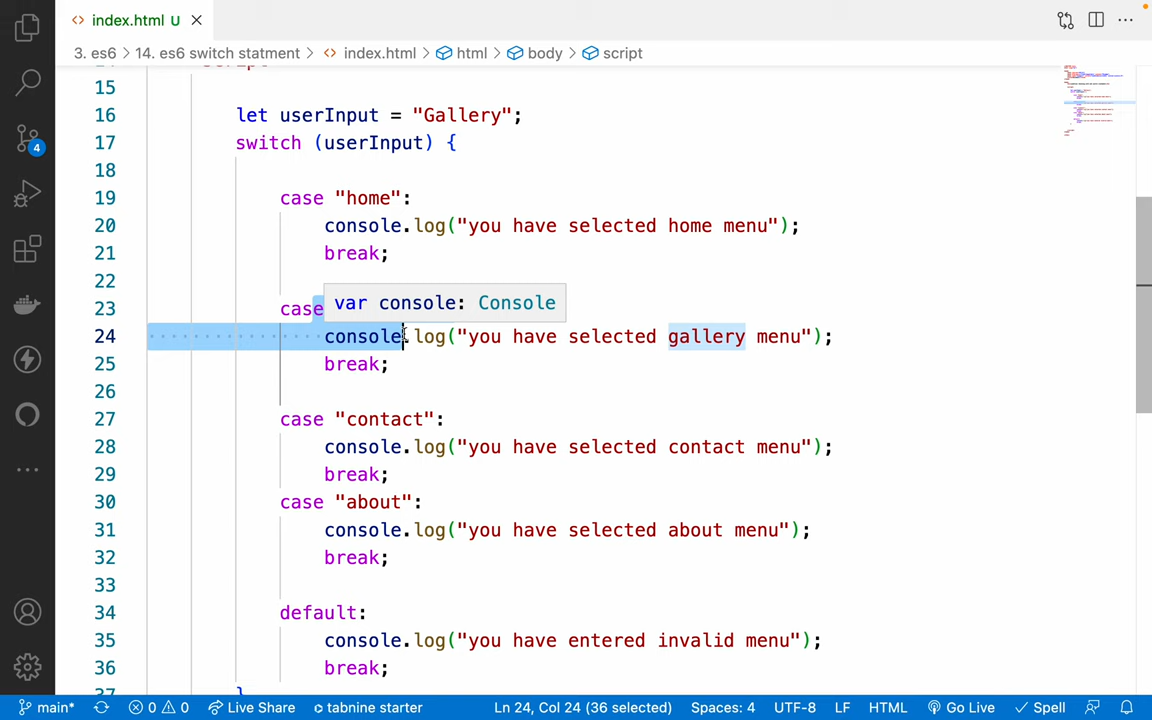 index.html U
3. es6 > 14. es6 switch statment > index.html > html > body > script
15
16 let userInput = "Gallery";
17 switch (userInput) {
18
19 case "home":
20 console.log("you have selected home menu");
21 break;
22
23 case
var console: Console
24 console.log("you have selected gallery menu");
25 break;
26
27 case "contact":
28 console.log("you have selected contact menu");
29 break;
30 case "about":
31 console.log("you have selected about menu");
32 break;
33
34 default:
35 console.log("you have entered invalid menu");
36 break;
37 }
4
main* 0 0 Live Share tabnine starter Ln 24, Col 24 (36 selected) Spaces: 4 UTF-8 LF HTML Go Live Spell